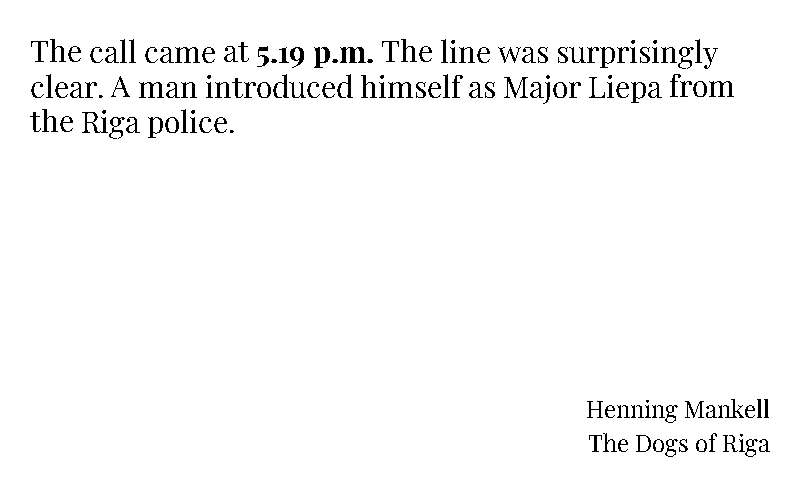 The call came at 5.19 p.m. The line was surprisingly
clear. A man introduced himself as Major Liepa from
the Riga police.
Henning Mankell
The Dogs of Riga